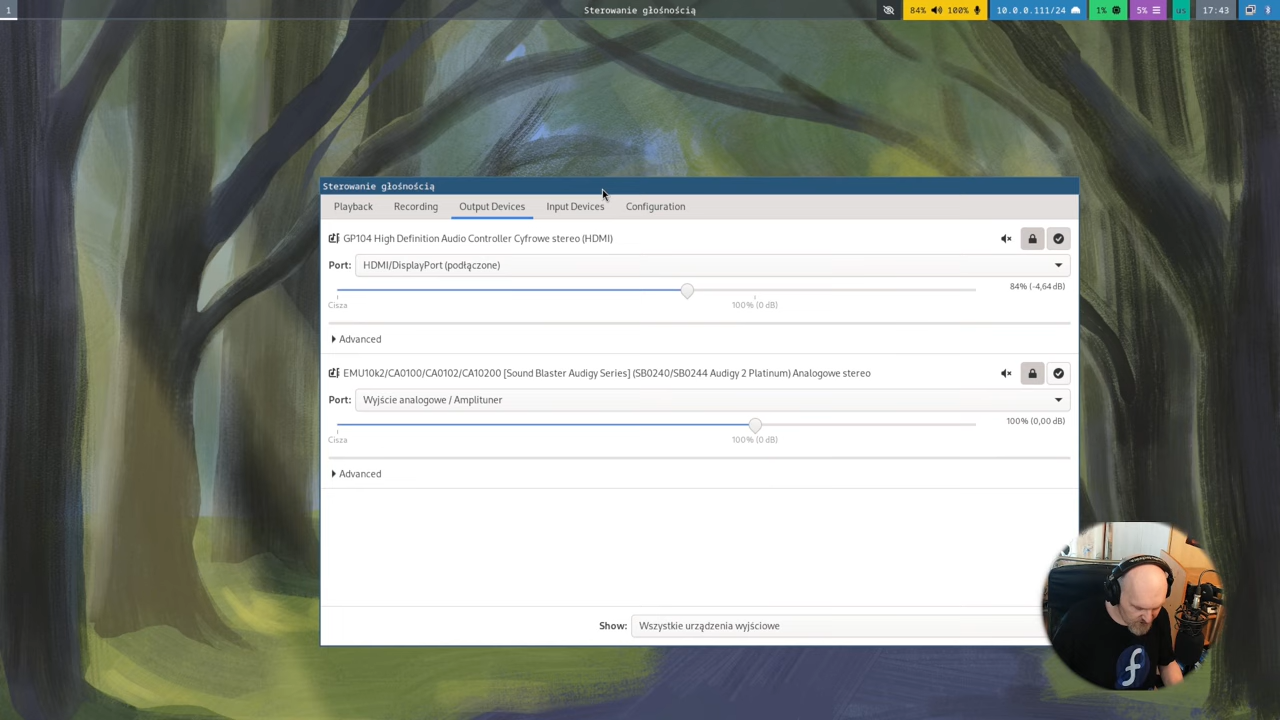 1
Sterowanie głośnością
84% 100%
10.0.0.111/24
1%
5%
us
17:43
Sterowanie głośnością
Playback Recording Output Devices Input Devices Configuration
GP104 High Definition Audio Controller Cyfrowe stereo (HDMI)
Port: HDMI/DisplayPort (podłączone)
84% (-4,64 dB)
Cisza 100% (0 dB)
Advanced
EMU10k2/CA0100/CA0102/CA10200 [Sound Blaster Audigy Series] (SB0240/SB0244 Audigy 2 Platinum) Analogowe stereo
Port: Wyjście analogowe / Amplituner
100% (0,00 dB)
Cisza 100% (0 dB)
Advanced
Show: Wszystkie urządzenia wyjściowe